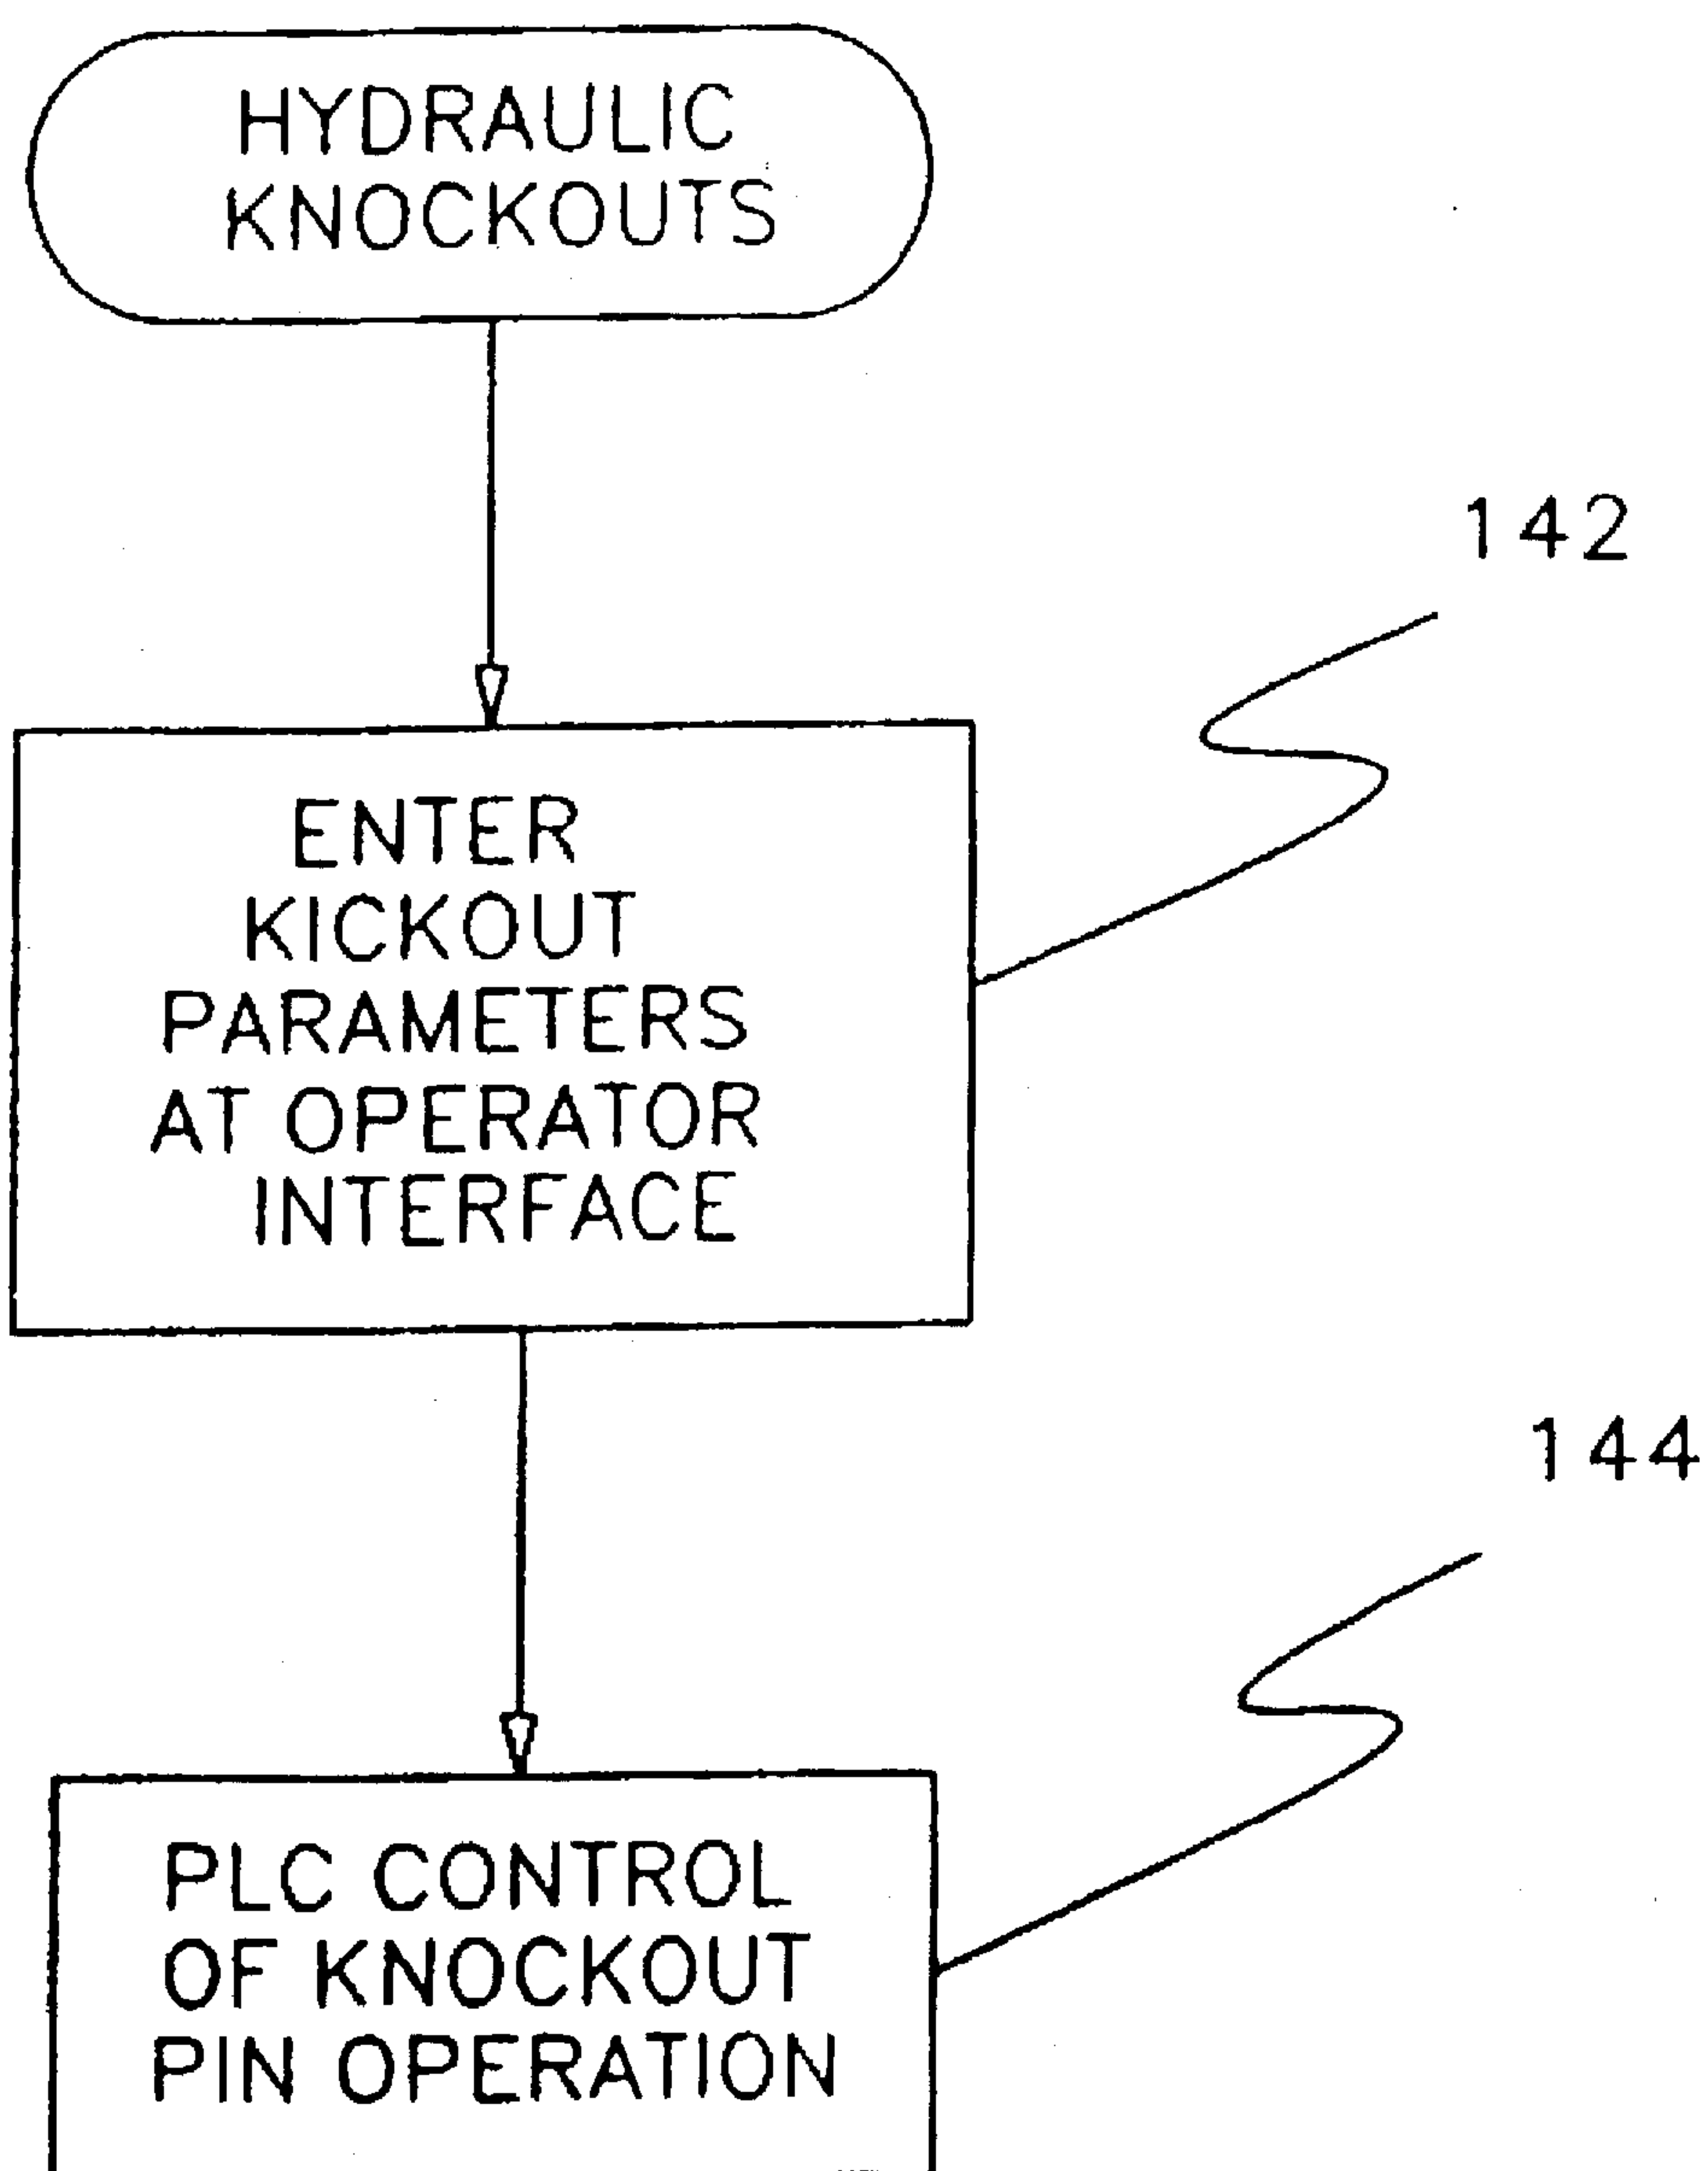 HYDRAULIC
KNOCKOUTS
142
ENTER
KICKOUT
PARAMETERS
AT OPERATOR
INTERFACE
144
PLC CONTROL
OF KNOCKOUT
PIN OPERATION